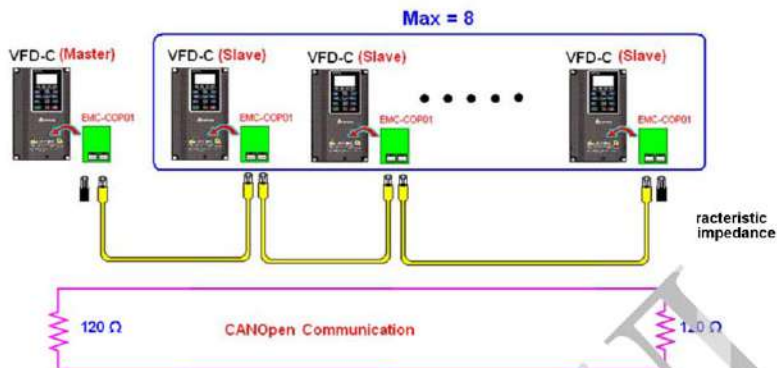 Max = 8
VFD-C (Master)
VFD-C (Slave)
VFD-C (Slave)
VFD-C (Slave)
EMC-COP01
EMC-COP01
EMC-COP01
EMC-COP01
racteristic
impedance
120 Ω
CANOpen Communication
120 Ω